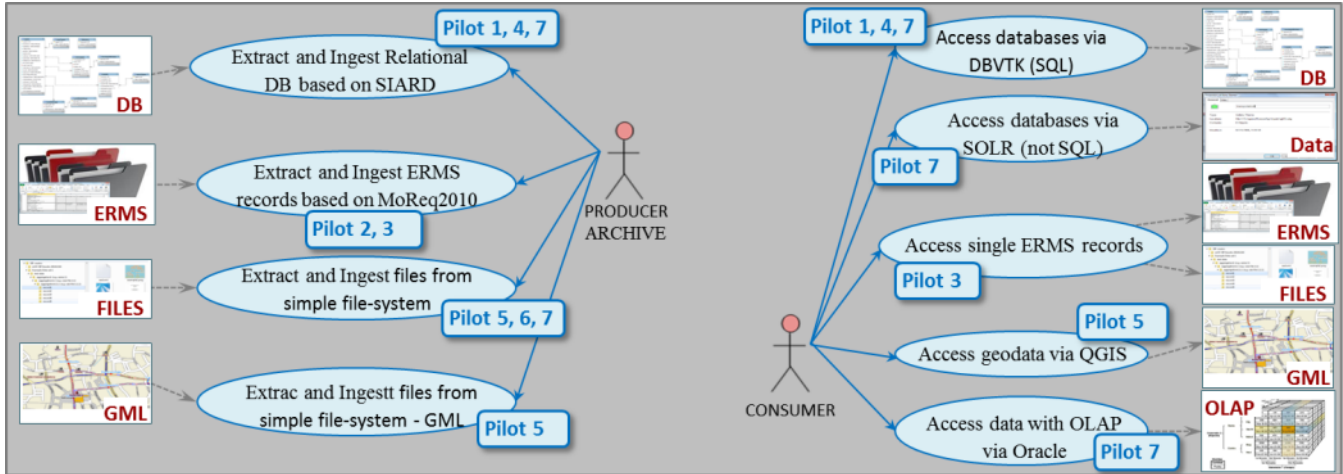 Pilot 1, 4, 7
Extract and Ingest Relational
DB based on SIARD
DB
Extract and Ingest ERMS
records based on MoReq2010
ERMS
Pilot 2, 3
PRODUCER
ARCHIVE
Extract and Ingest files from
simple file-system
FILES
Pilot 5, 6, 7
Extrac and Ingestt files from
simple file-system - GML
GML
Pilot 5
Pilot 1, 4, 7
Access databases via
DBVTK (SQL)
DB
Access databases via
SOLR (not SQL)
Data
Pilot 7
Access single ERMS records
ERMS
Pilot 3
FILES
Pilot 5
Access geodata via QGIS
GML
CONSUMER
Access data with OLAP
via Oracle
OLAP
Pilot 7